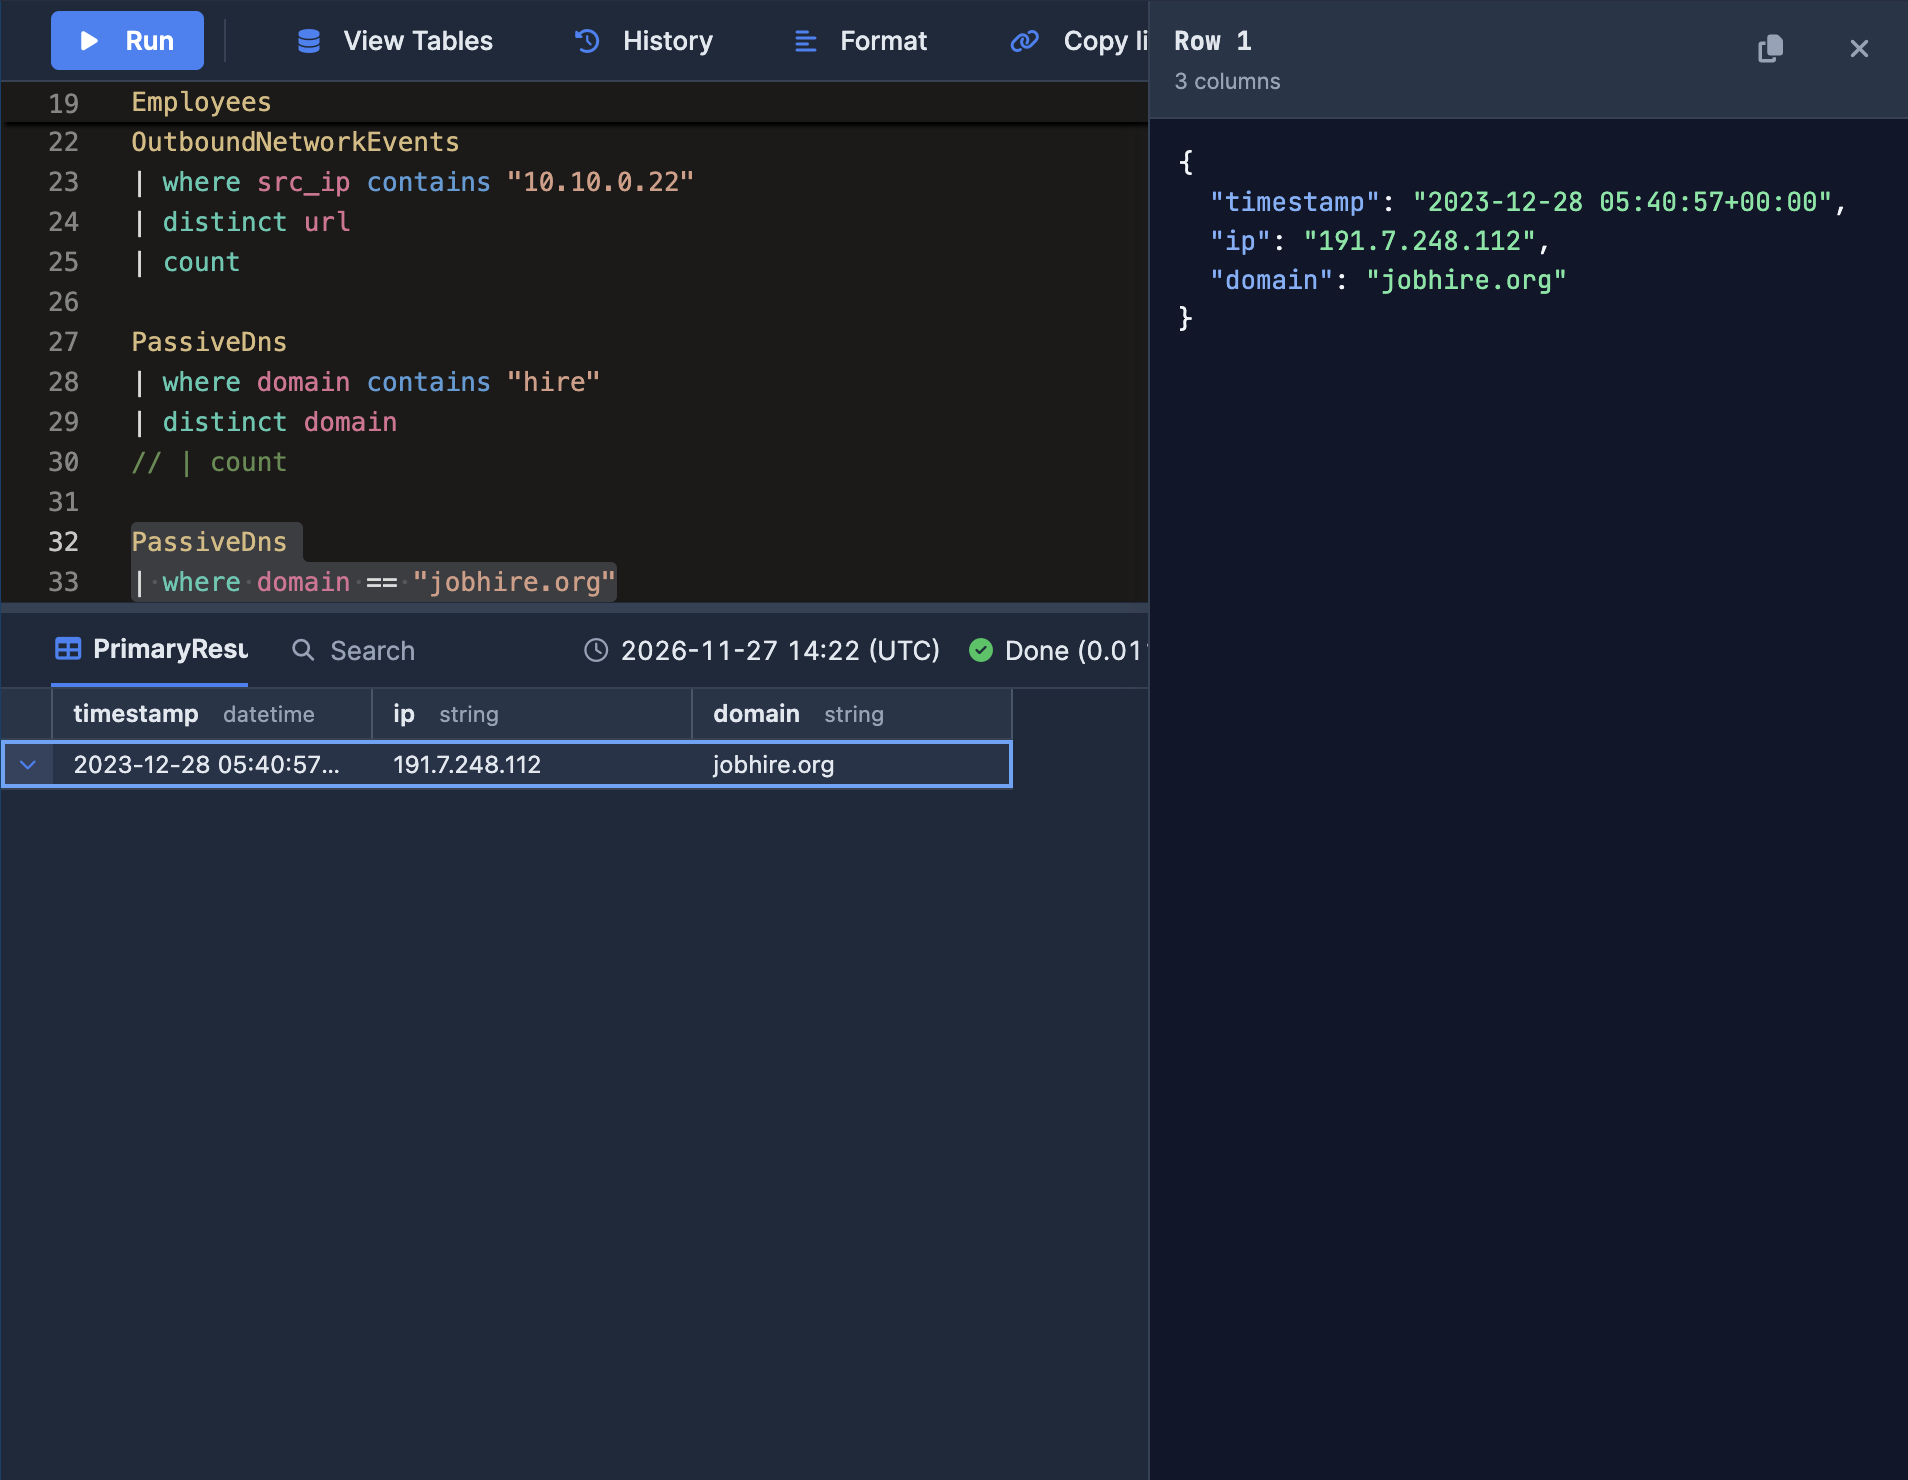 Run
View Tables
History
Format
Copy li
19 Employees
22 OutboundNetworkEvents
23 | where src_ip contains "10.10.0.22"
24 | distinct url
25 | count
26
27 PassiveDns
28 | where domain contains "hire"
29 | distinct domain
30 // | count
31
32 PassiveDns
33 | where domain == "jobhire.org"
PrimaryResu
Search
2026-11-27 14:22 (UTC)
Done (0.01
timestamp datetime ip string domain string
2023-12-28 05:40:57... 191.7.248.112 jobhire.org
Row 1
3 columns
{
"timestamp": "2023-12-28 05:40:57+00:00",
"ip": "191.7.248.112",
"domain": "jobhire.org"
}